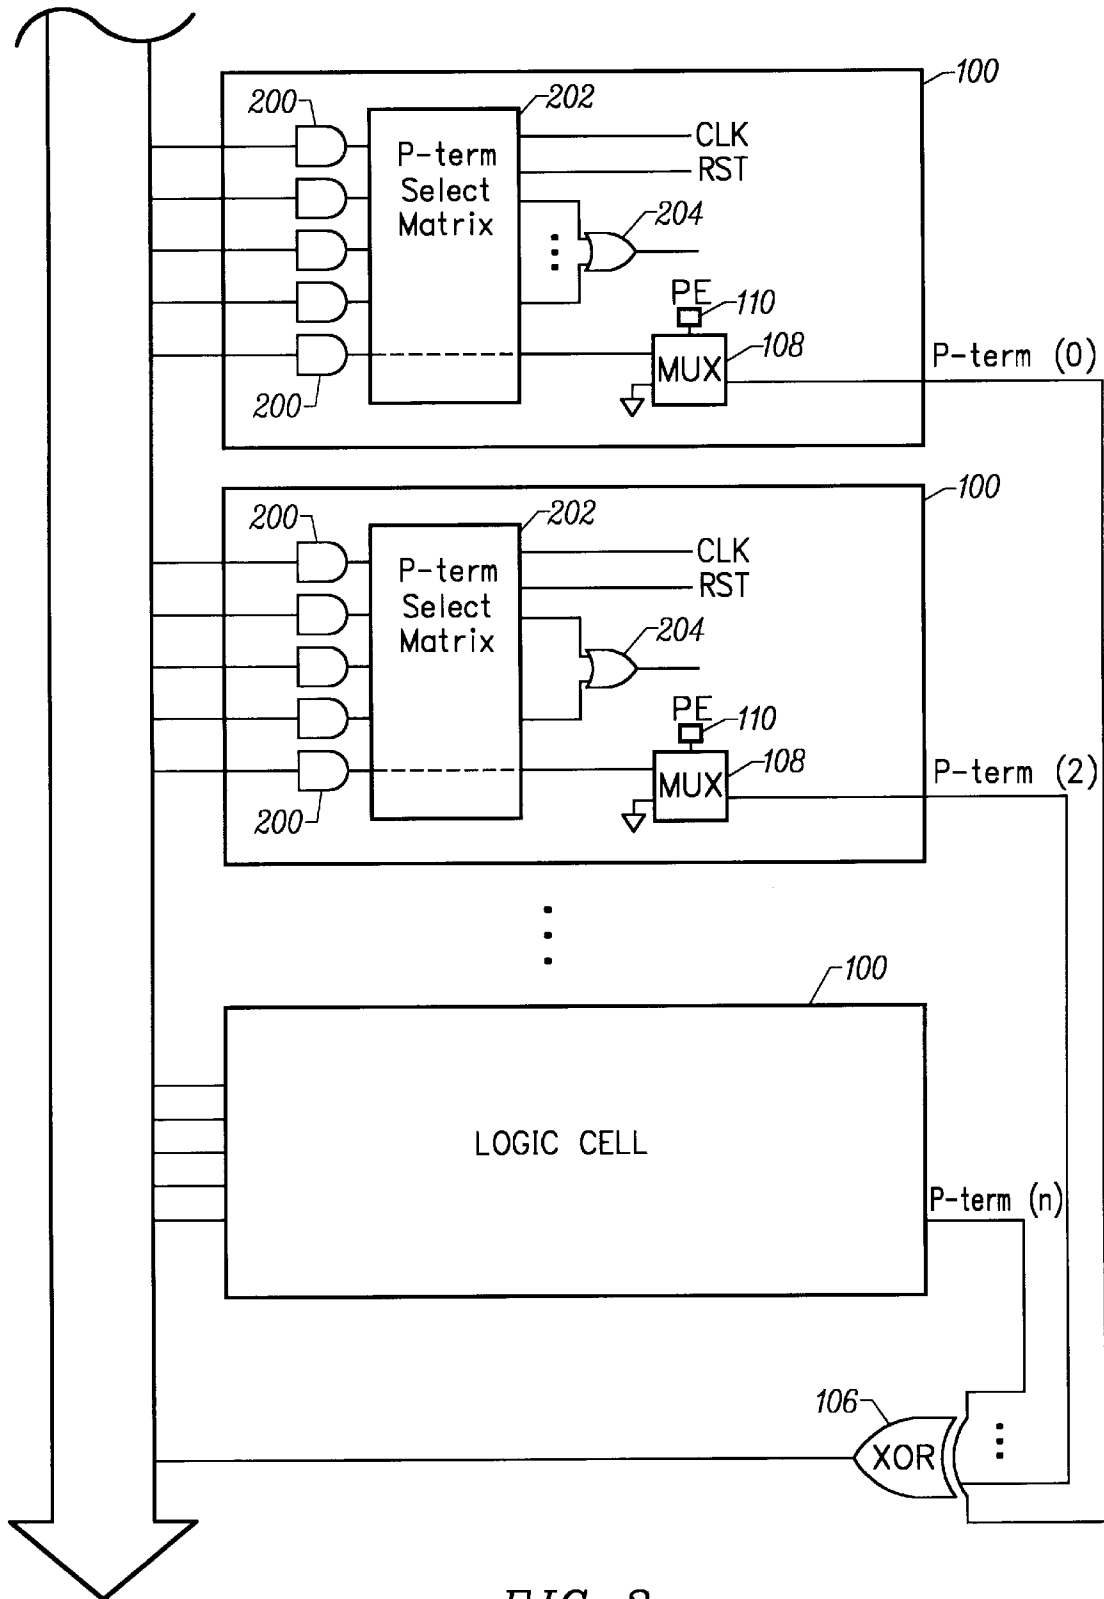 100
200
202
P-term
Select
Matrix
CLK
RST
204
PE
110
108
MUX
P-term (0)
200
100
200
202
P-term
Select
Matrix
CLK
RST
204
PE
110
108
MUX
P-term (2)
200
100
LOGIC CELL
P-term (n)
106
XOR